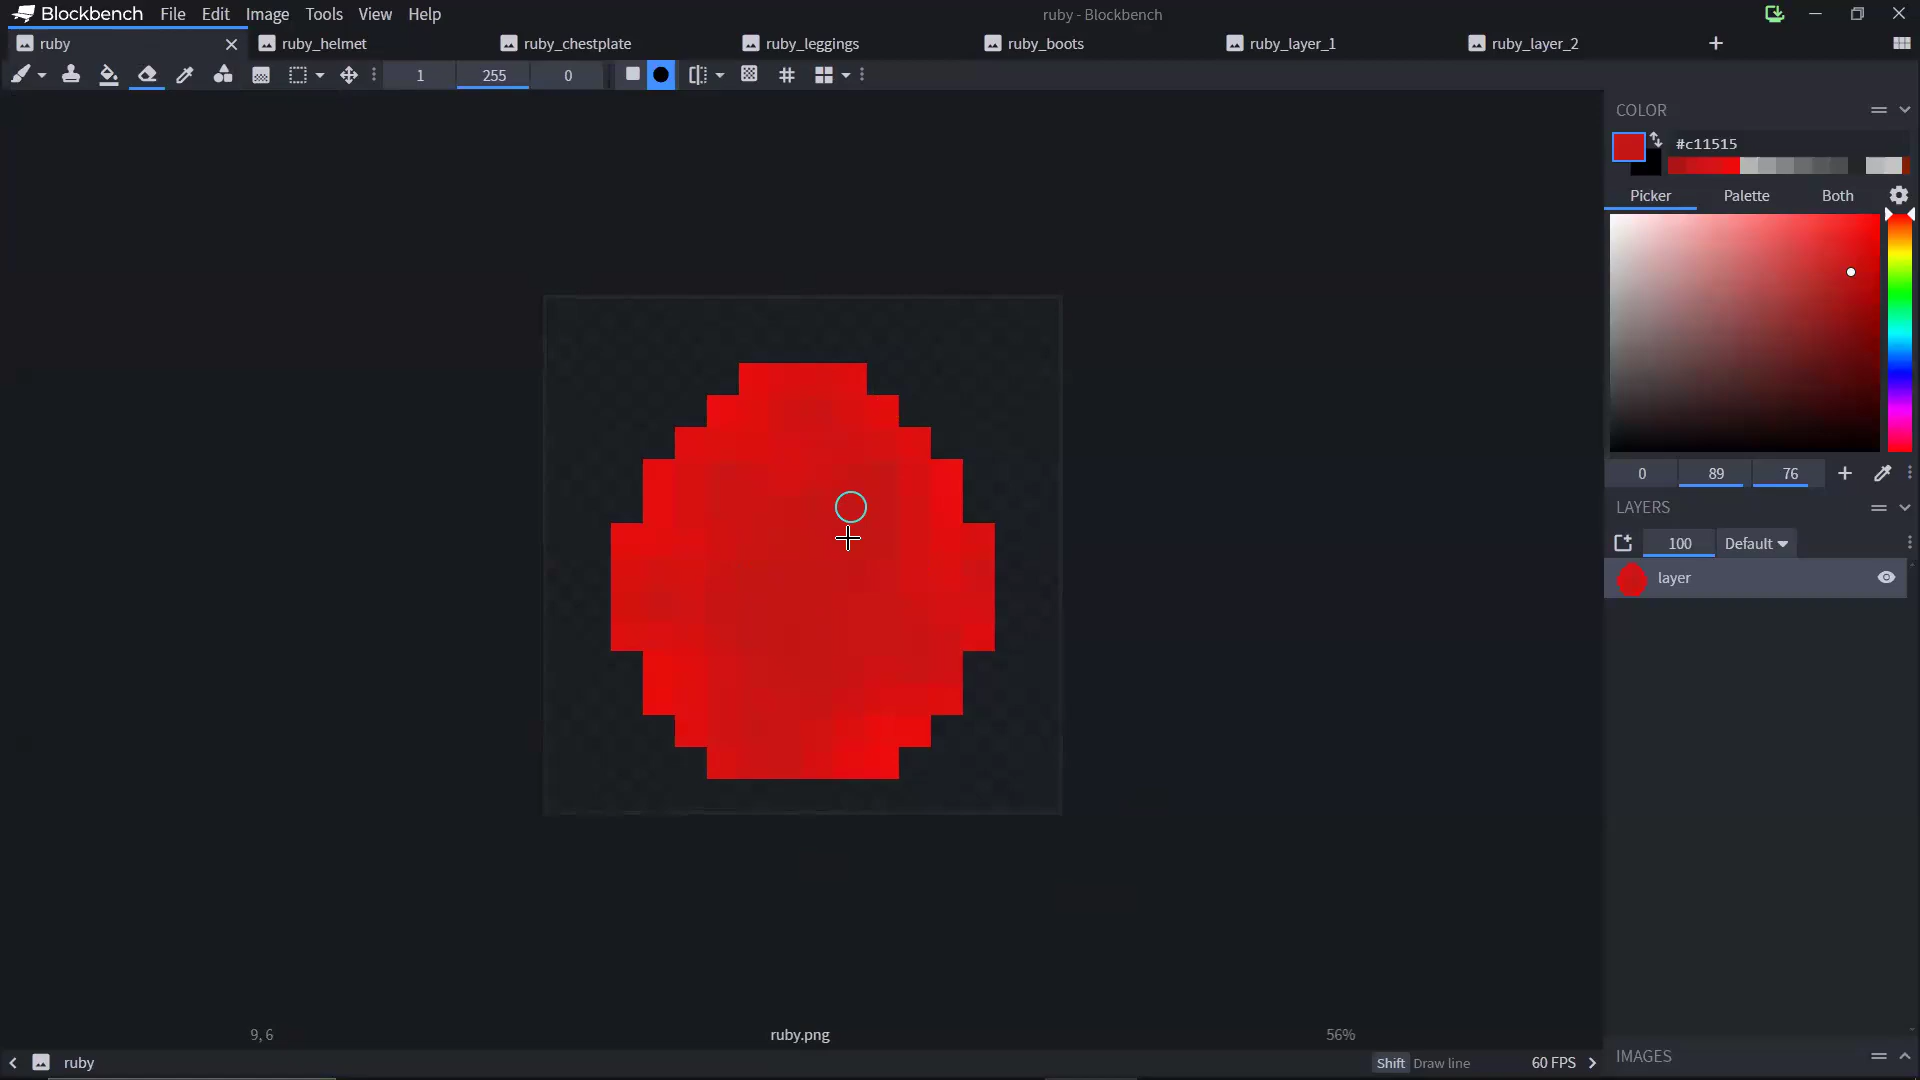 Blockbench File Edit Image Tools View Help ruby - Blockbench
ruby ruby_helmet ruby_chestplate ruby_leggings ruby_boots ruby_layer_1 ruby_layer_2
1 255 0
COLOR
#c11515
Picker Palette Both
0 89 76
LAYERS
100 Default
layer
9, 6 ruby.png 56%
ruby Shift Draw line 60 FPS
IMAGES